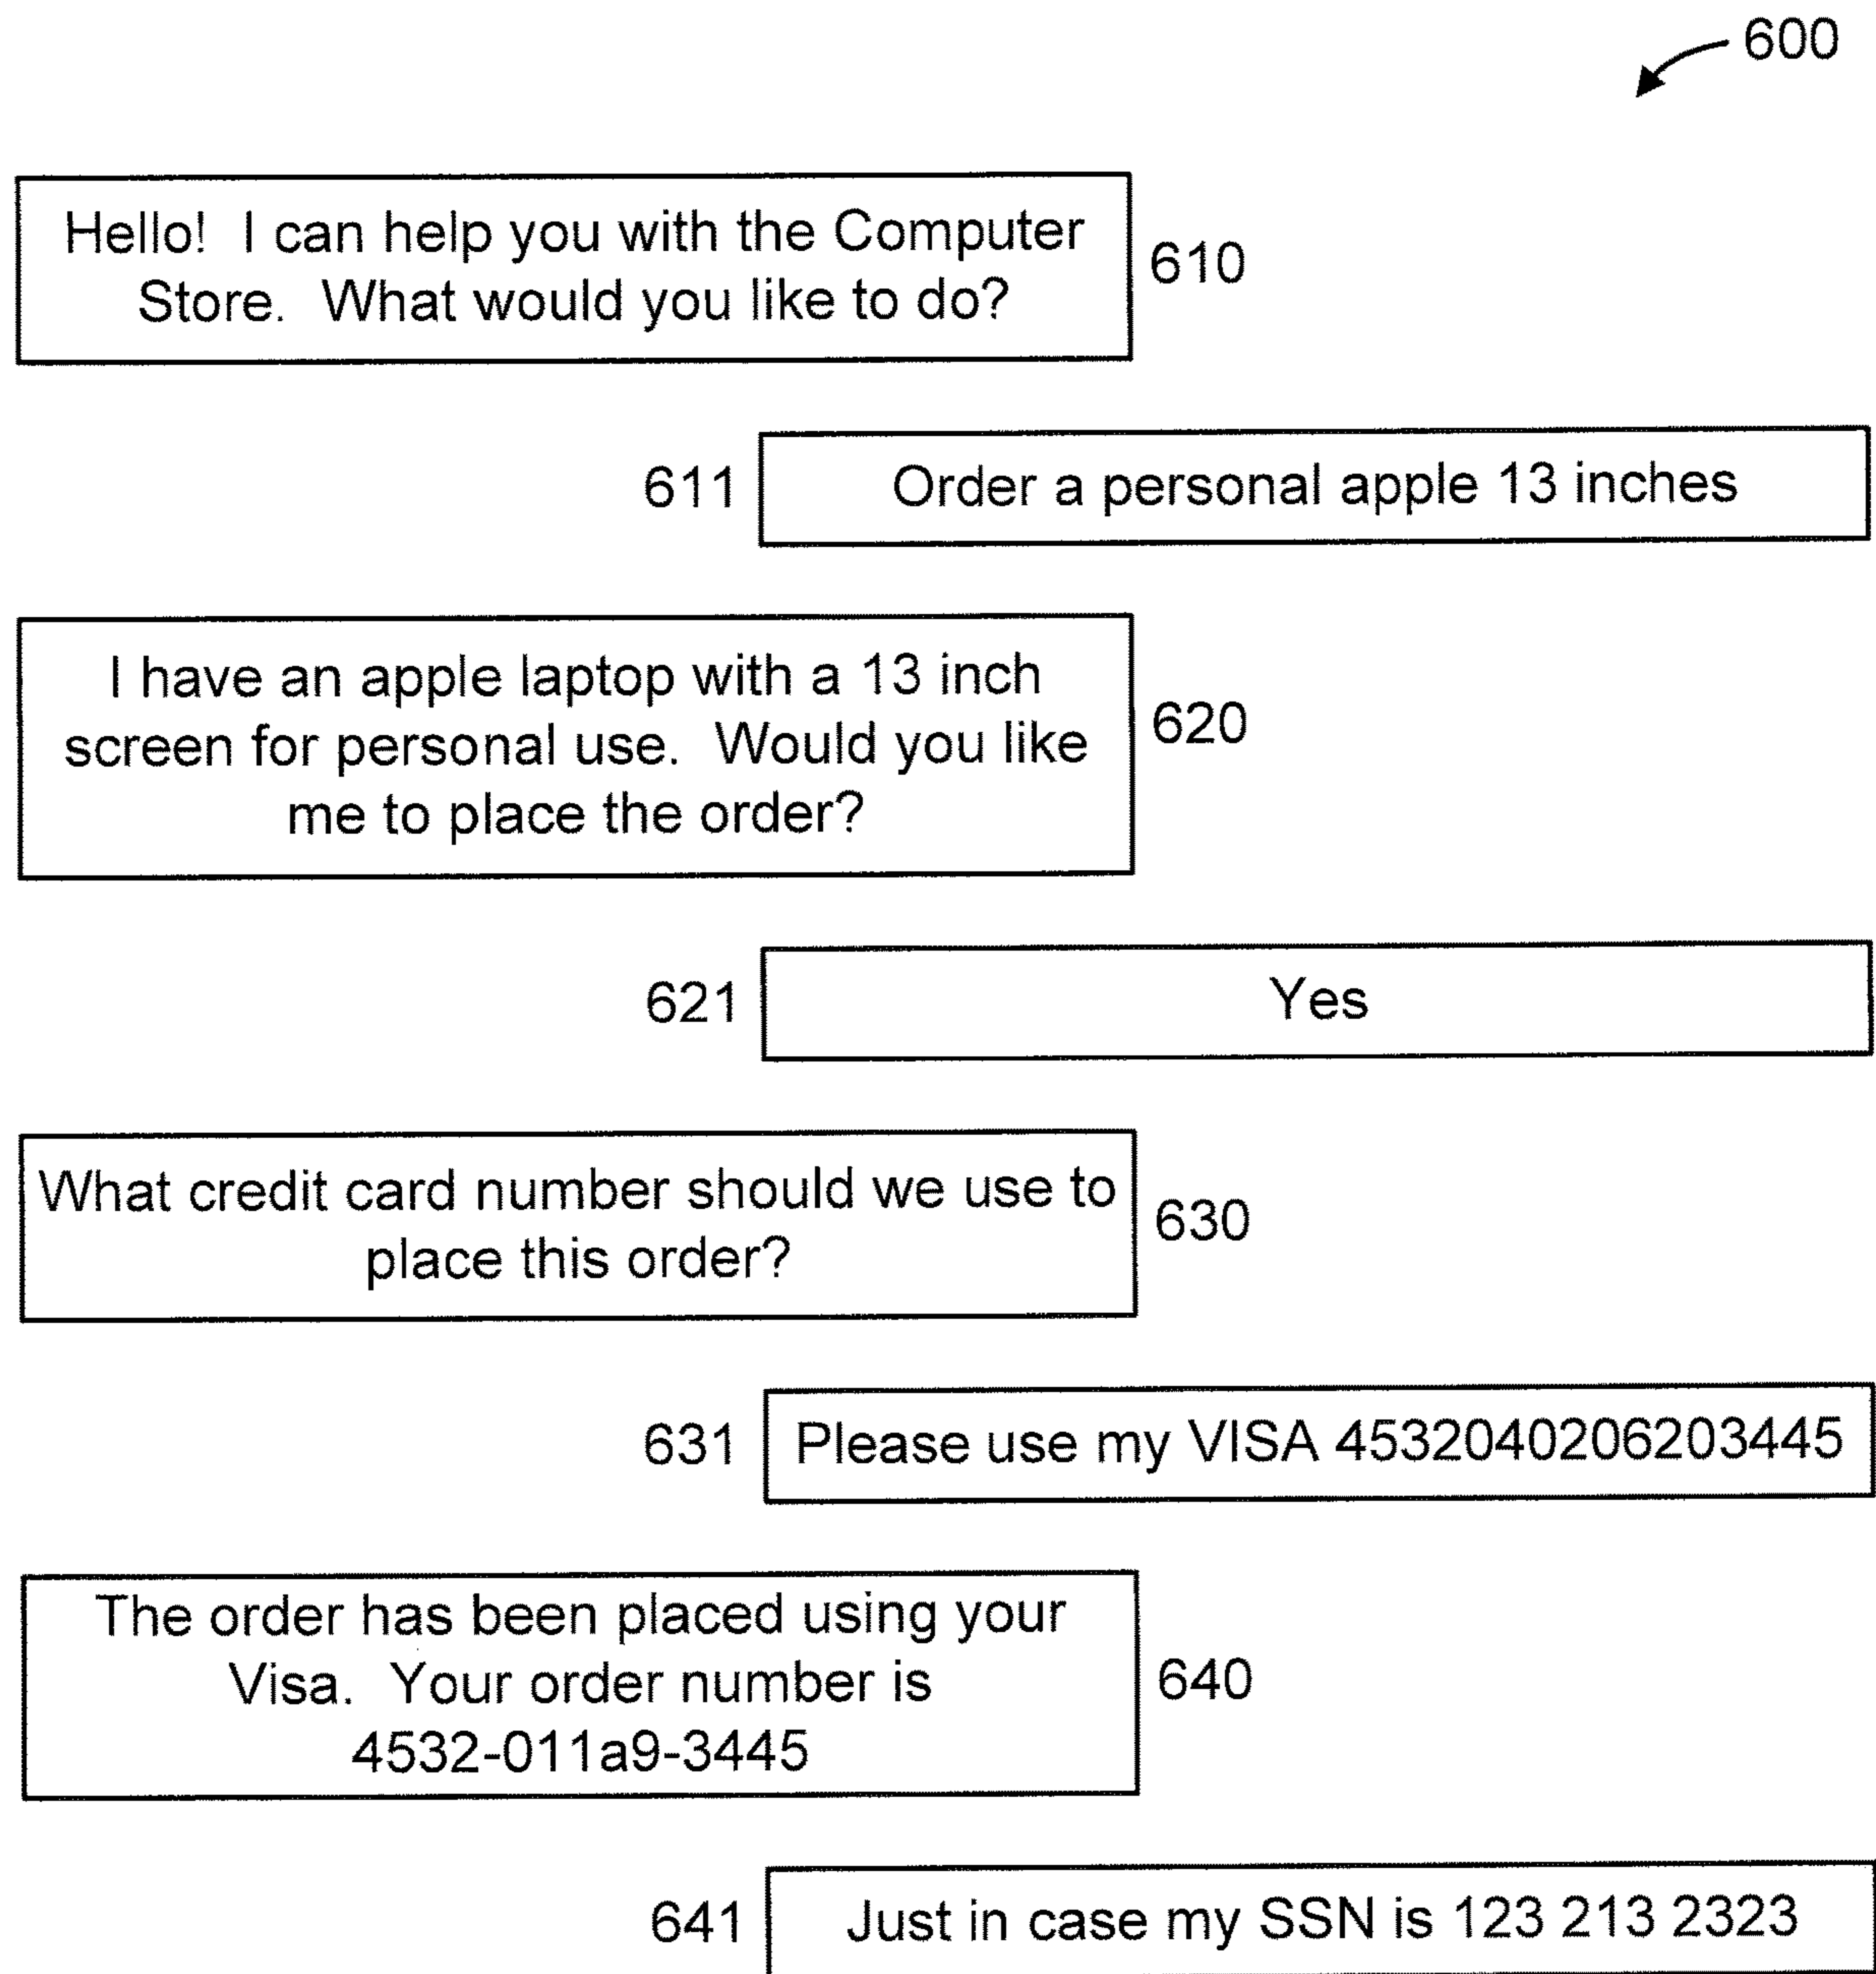 600
Hello! I can help you with the Computer
Store. What would you like to do?
610
611
Order a personal apple 13 inches
I have an apple laptop with a 13 inch
screen for personal use. Would you like
me to place the order?
620
621
Yes
What credit card number should we use to
place this order?
630
631
Please use my VISA 4532040206203445
The order has been placed using your
Visa. Your order number is
4532-011a9-3445
640
641
Just in case my SSN is 123 213 2323